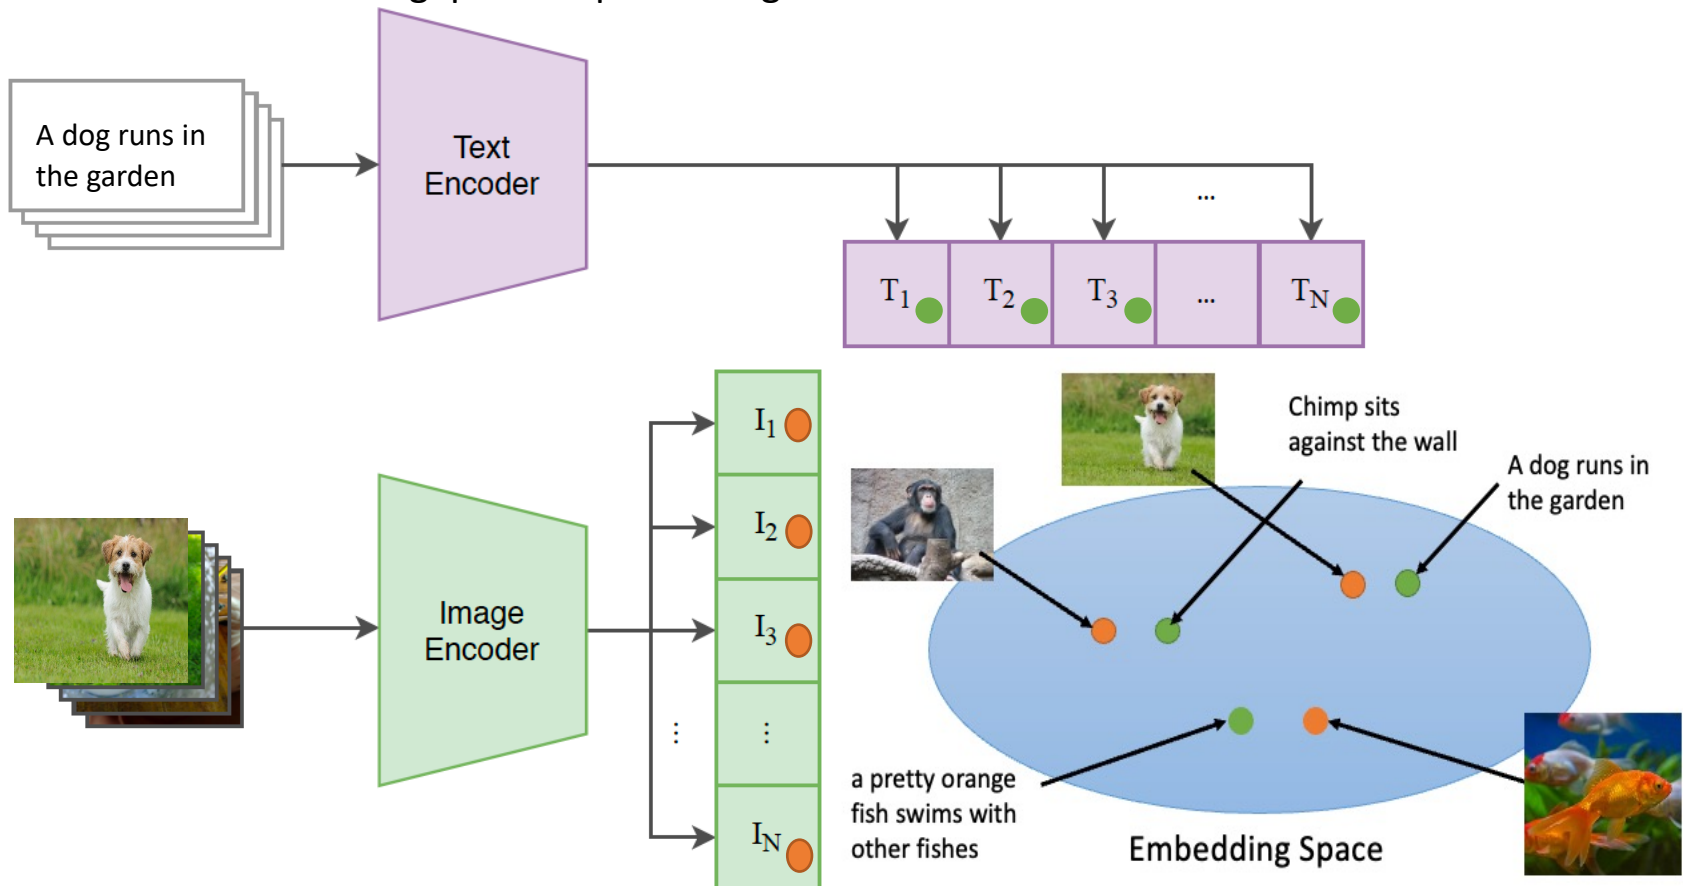 A dog runs in
the garden
Text
Encoder
...
T1 T2 T3 ... TN
I1
I2
I3
⋮ ⋮
IN
Image
Encoder
Chimp sits
against the wall
A dog runs in
the garden
a pretty orange
fish swims with
other fishes
Embedding Space